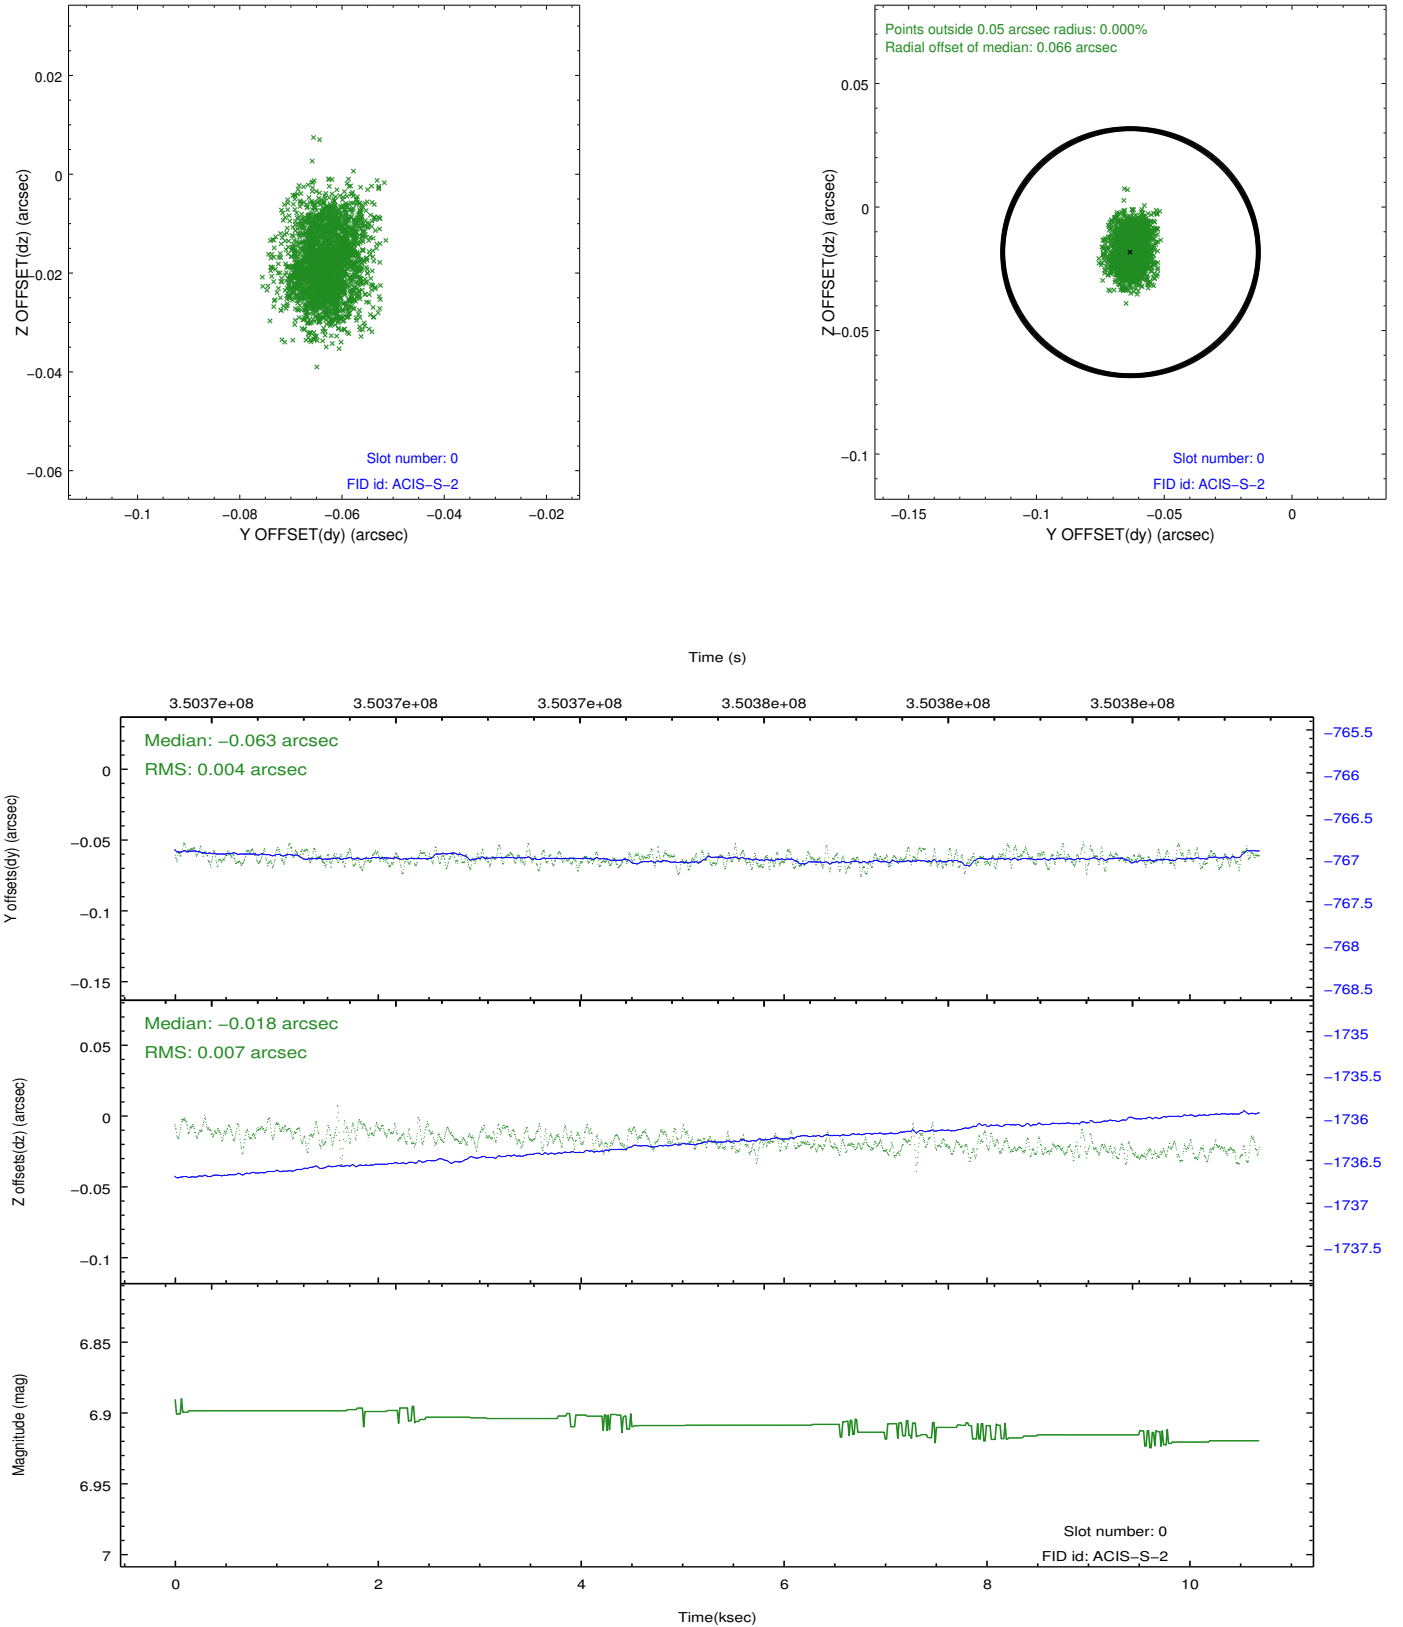 0.02
0
−0.02
−0.04
−0.06
Z OFFSET(dz) (arcsec)
Slot number: 0
FID id: ACIS−S−2
−0.1
−0.08
−0.06
−0.04
−0.02
Y OFFSET(dy) (arcsec)
Points outside 0.05 arcsec radius: 0.000%
Radial offset of median: 0.066 arcsec
0.05
0
−0.05
−0.1
Z OFFSET(dz) (arcsec)
Slot number: 0
FID id: ACIS−S−2
−0.15
−0.1
−0.05
0
Y OFFSET(dy) (arcsec)
Time (s)
3.5037e+08
3.5037e+08
3.5037e+08
3.5038e+08
3.5038e+08
3.5038e+08
Median: −0.063 arcsec
RMS: 0.004 arcsec
0
−0.05
−0.1
−0.15
Y offsets(dy) (arcsec)
−765.5
−766
−766.5
−767
−767.5
−768
−768.5
Median: −0.018 arcsec
RMS: 0.007 arcsec
0.05
0
−0.05
−0.1
Z offsets(dz) (arcsec)
−1735
−1735.5
−1736
−1736.5
−1737
−1737.5
6.85
6.9
6.95
7
Magnitude (mag)
Slot number: 0
FID id: ACIS−S−2
0
2
4
6
8
10
Time(ksec)